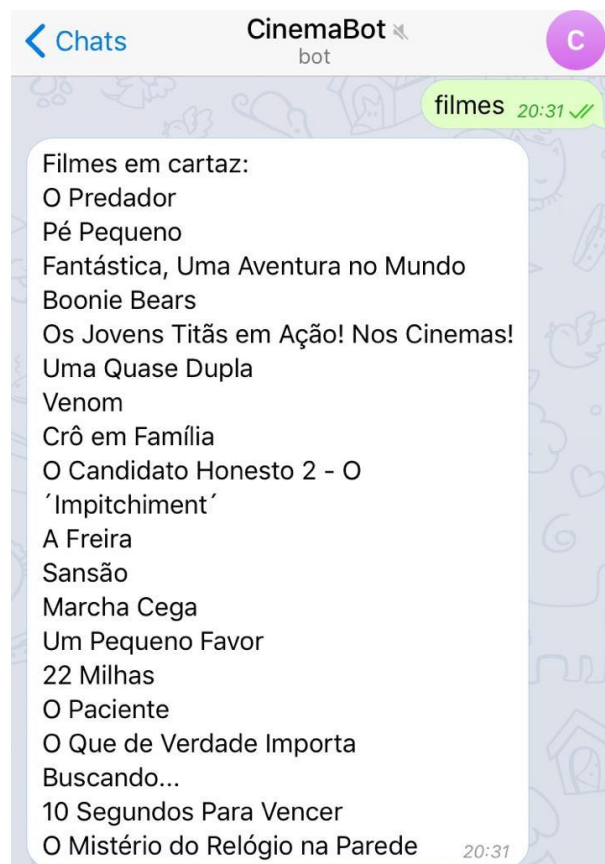 Chats
CinemaBot
bot
C
filmes 20:31
Filmes em cartaz:
O Predador
Pé Pequeno
Fantástica, Uma Aventura no Mundo
Boonie Bears
Os Jovens Titãs em Ação! Nos Cinemas!
Uma Quase Dupla
Venom
Crô em Família
O Candidato Honesto 2 - O
´Impitchiment´
A Freira
Sansão
Marcha Cega
Um Pequeno Favor
22 Milhas
O Paciente
O Que de Verdade Importa
Buscando...
10 Segundos Para Vencer
O Mistério do Relógio na Parede 20:31